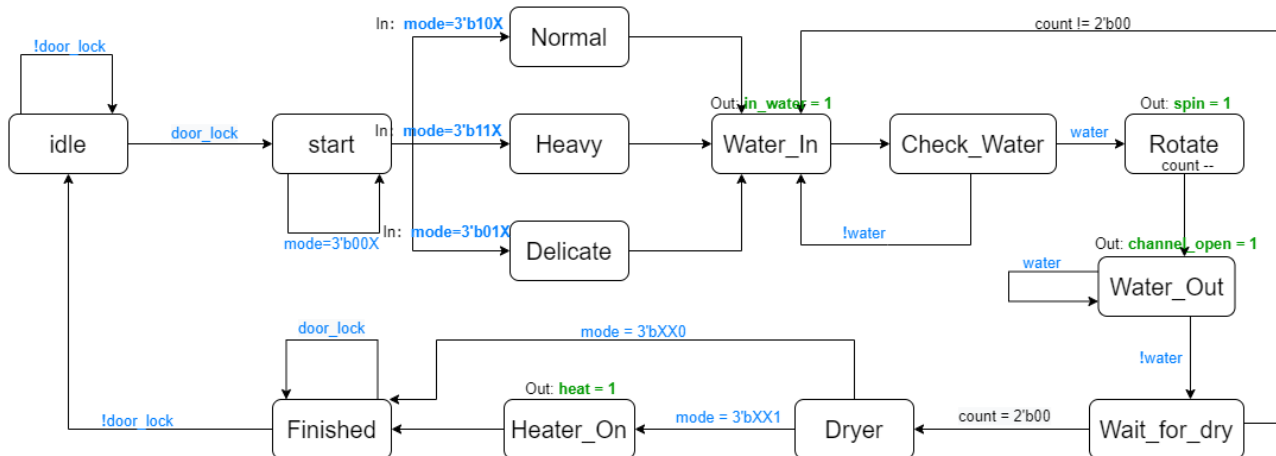 In: mode=3'b10X
Normal
count != 2'b00
!door_lock
Out: in_water = 1
Out: spin = 1
idle
door_lock
start
In: mode=3'b11X
Heavy
Water_In
Check_Water
water
Rotate
count --
mode=3'b00X
In: mode=3'b01X
Delicate
!water
Out: channel_open = 1
water
Water_Out
door_lock
mode = 3'bXX0
!water
Out: heat = 1
!door_lock
Finished
Heater_On
mode = 3'bXX1
Dryer
count = 2'b00
Wait_for_dry